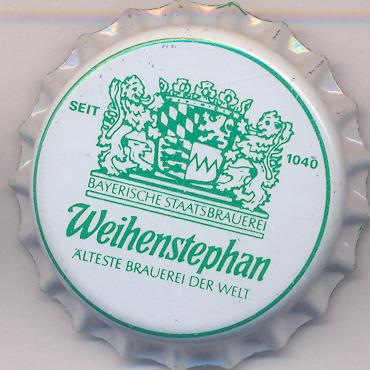 SEIT 1040
BAYERISCHE STAATSBRAUEREI
Weihenstephan
ÄLTESTE BRAUEREI DER WELT